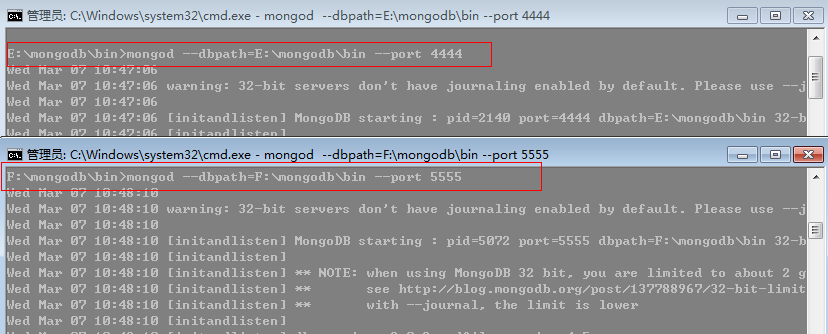 管理员: C:\Windows\system32\cmd.exe - mongod  --dbpath=E:\mongodb\bin --port 4444
E:\mongodb\bin>mongod --dbpath=E:\mongodb\bin --port 4444
Wed Mar 07 10:47:06
Wed Mar 07 10:47:06 warning: 32-bit servers don't have journaling enabled by default. Please use --j
Wed Mar 07 10:47:06
Wed Mar 07 10:47:06 [initandlisten] MongoDB starting : pid=2140 port=4444 dbpath=E:\mongodb\bin 32-b
Wed Mar 07 10:47:06 [initandlisten]
管理员: C:\Windows\system32\cmd.exe - mongod  --dbpath=F:\mongodb\bin --port 5555
F:\mongodb\bin>mongod --dbpath=F:\mongodb\bin --port 5555
Wed Mar 07 10:48:10
Wed Mar 07 10:48:10 warning: 32-bit servers don't have journaling enabled by default. Please use --j
Wed Mar 07 10:48:10
Wed Mar 07 10:48:10 [initandlisten] MongoDB starting : pid=5072 port=5555 dbpath=F:\mongodb\bin 32-b
Wed Mar 07 10:48:10 [initandlisten]
Wed Mar 07 10:48:10 [initandlisten] ** NOTE: when using MongoDB 32 bit, you are limited to about 2 g
Wed Mar 07 10:48:10 [initandlisten] **       see http://blog.mongodb.org/post/137788967/32-bit-limit
Wed Mar 07 10:48:10 [initandlisten] **       with --journal, the limit is lower
Wed Mar 07 10:48:10 [initandlisten]